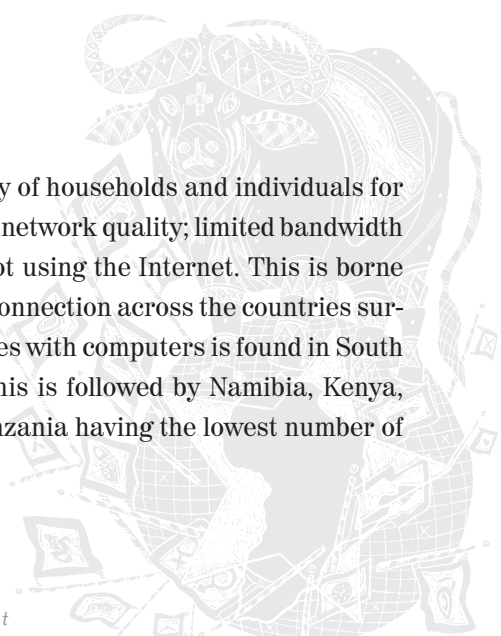 y of households and individuals for
network quality; limited bandwidth
ot using the Internet. This is borne
onnection across the countries sur-
es with computers is found in South
his is followed by Namibia, Kenya,
nzania having the lowest number of
t